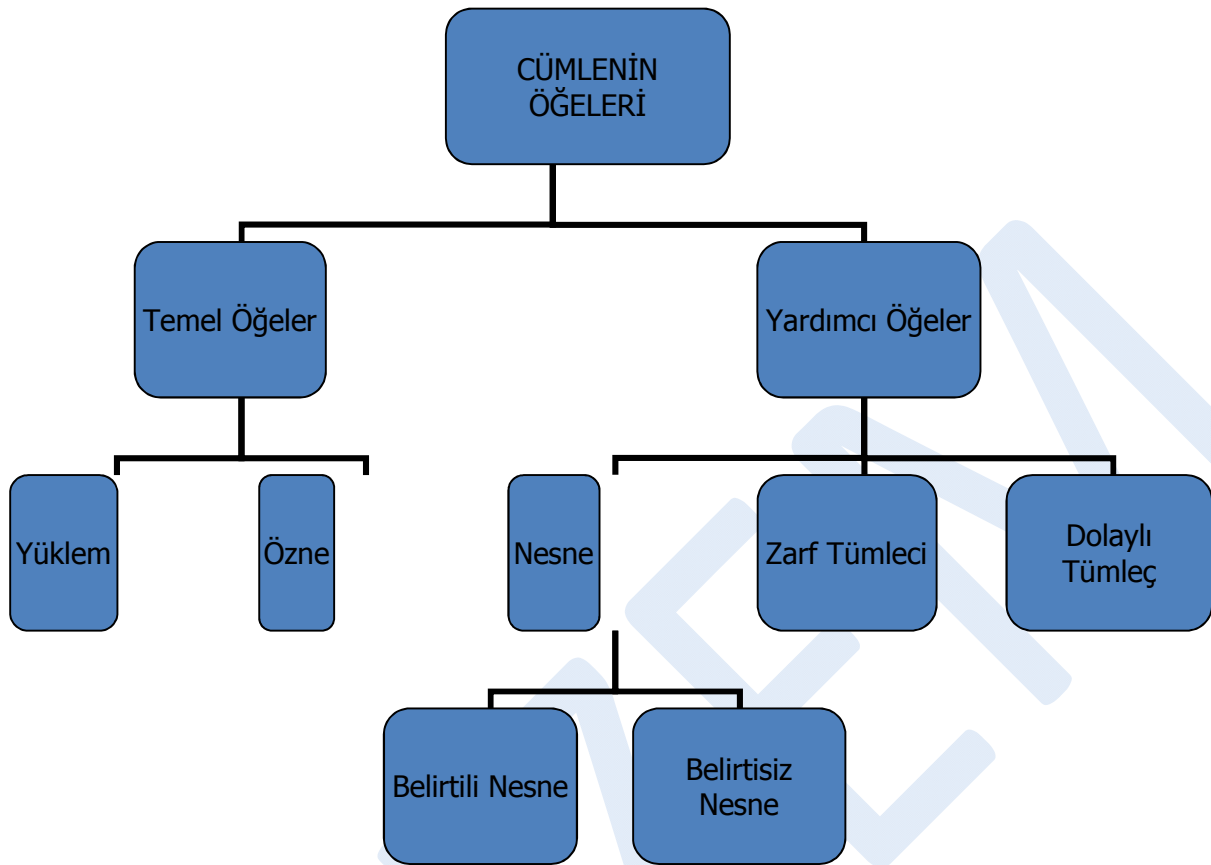 CÜMLENİN
ÖĞELERİ
Temel Öğeler
Yardımcı Öğeler
Yüklem
Özne
Nesne
Zarf Tümleci
Dolaylı
Tümleç
Belirtili Nesne
Belirtisiz
Nesne